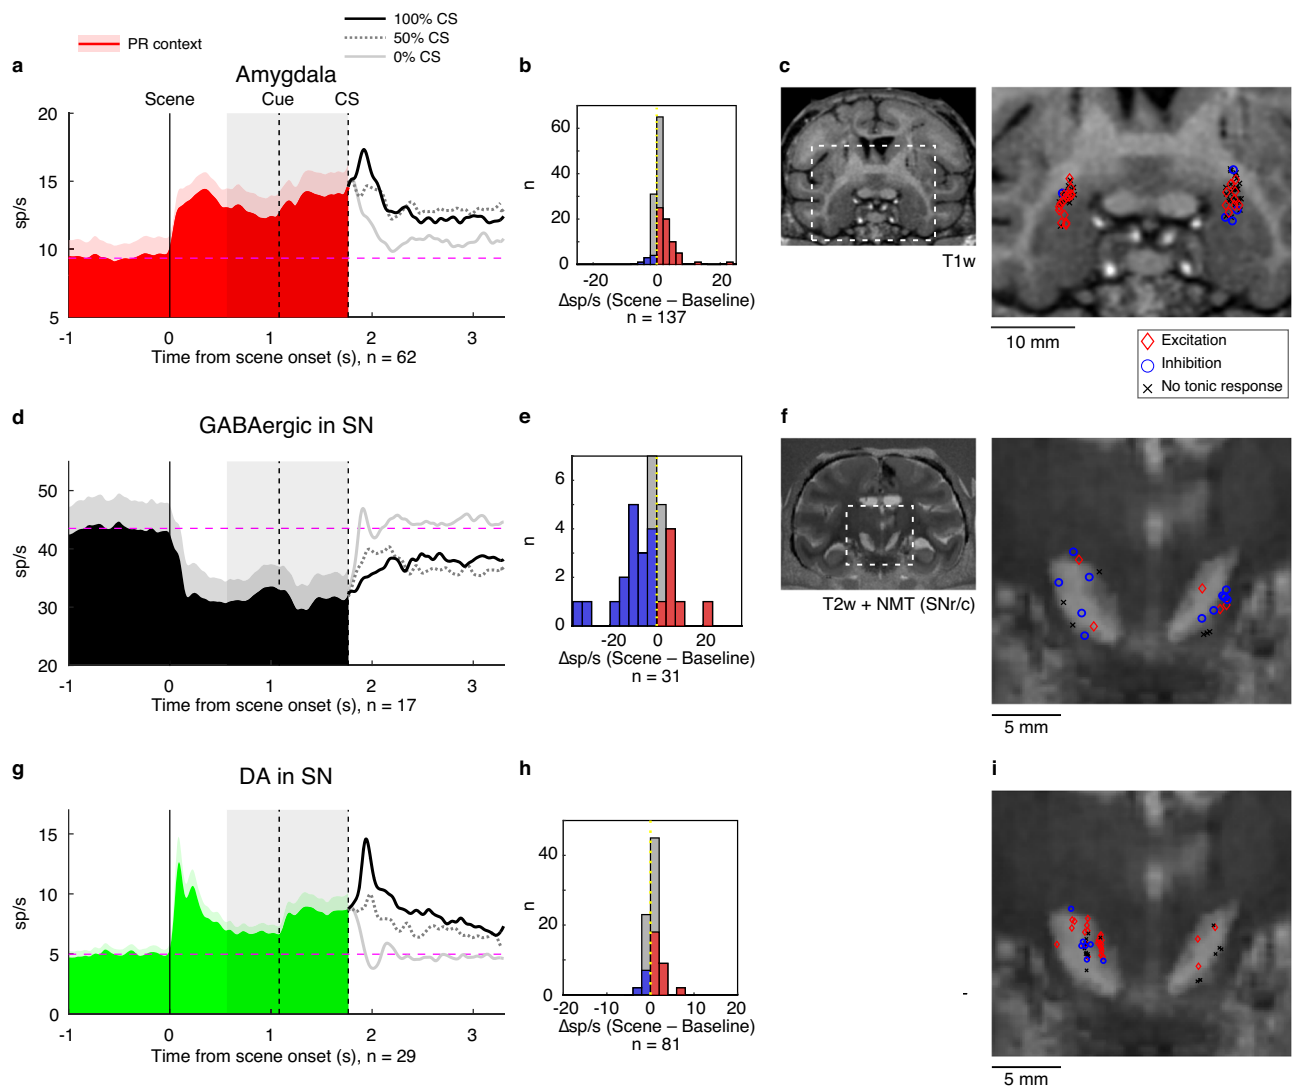 PR context
100% CS
50% CS
0% CS
a
Amygdala
Scene
Cue
CS
20
15
10
5
sp/s
-1
0
1
2
3
Time from scene onset (s), n = 62
b
60
40
20
0
n
-20
0
20
Δsp/s (Scene – Baseline)
n = 137
c
T1w
10 mm
Excitation
Inhibition
No tonic response
d
GABAergic in SN
50
40
30
20
sp/s
-1
0
1
2
3
Time from scene onset (s), n = 17
e
6
4
2
0
n
-20
0
20
Δsp/s (Scene – Baseline)
n = 31
f
T2w + NMT (SNr/c)
5 mm
g
DA in SN
15
10
5
0
sp/s
-1
0
1
2
3
Time from scene onset (s), n = 29
h
40
20
0
n
-20
-10
0
10
20
Δsp/s (Scene – Baseline)
n = 81
-
i
5 mm